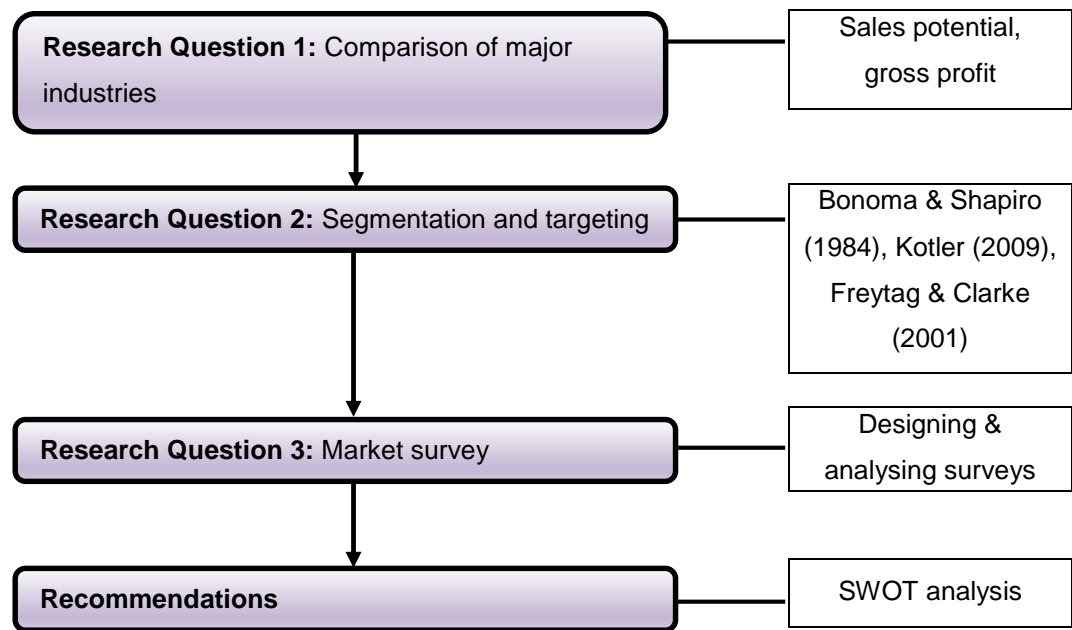 Research Question 1: Comparison of major
industries
Sales potential,
gross profit
Research Question 2: Segmentation and targeting
Bonoma & Shapiro
(1984), Kotler (2009),
Freytag & Clarke
(2001)
Research Question 3: Market survey
Designing &
analysing surveys
Recommendations
SWOT analysis